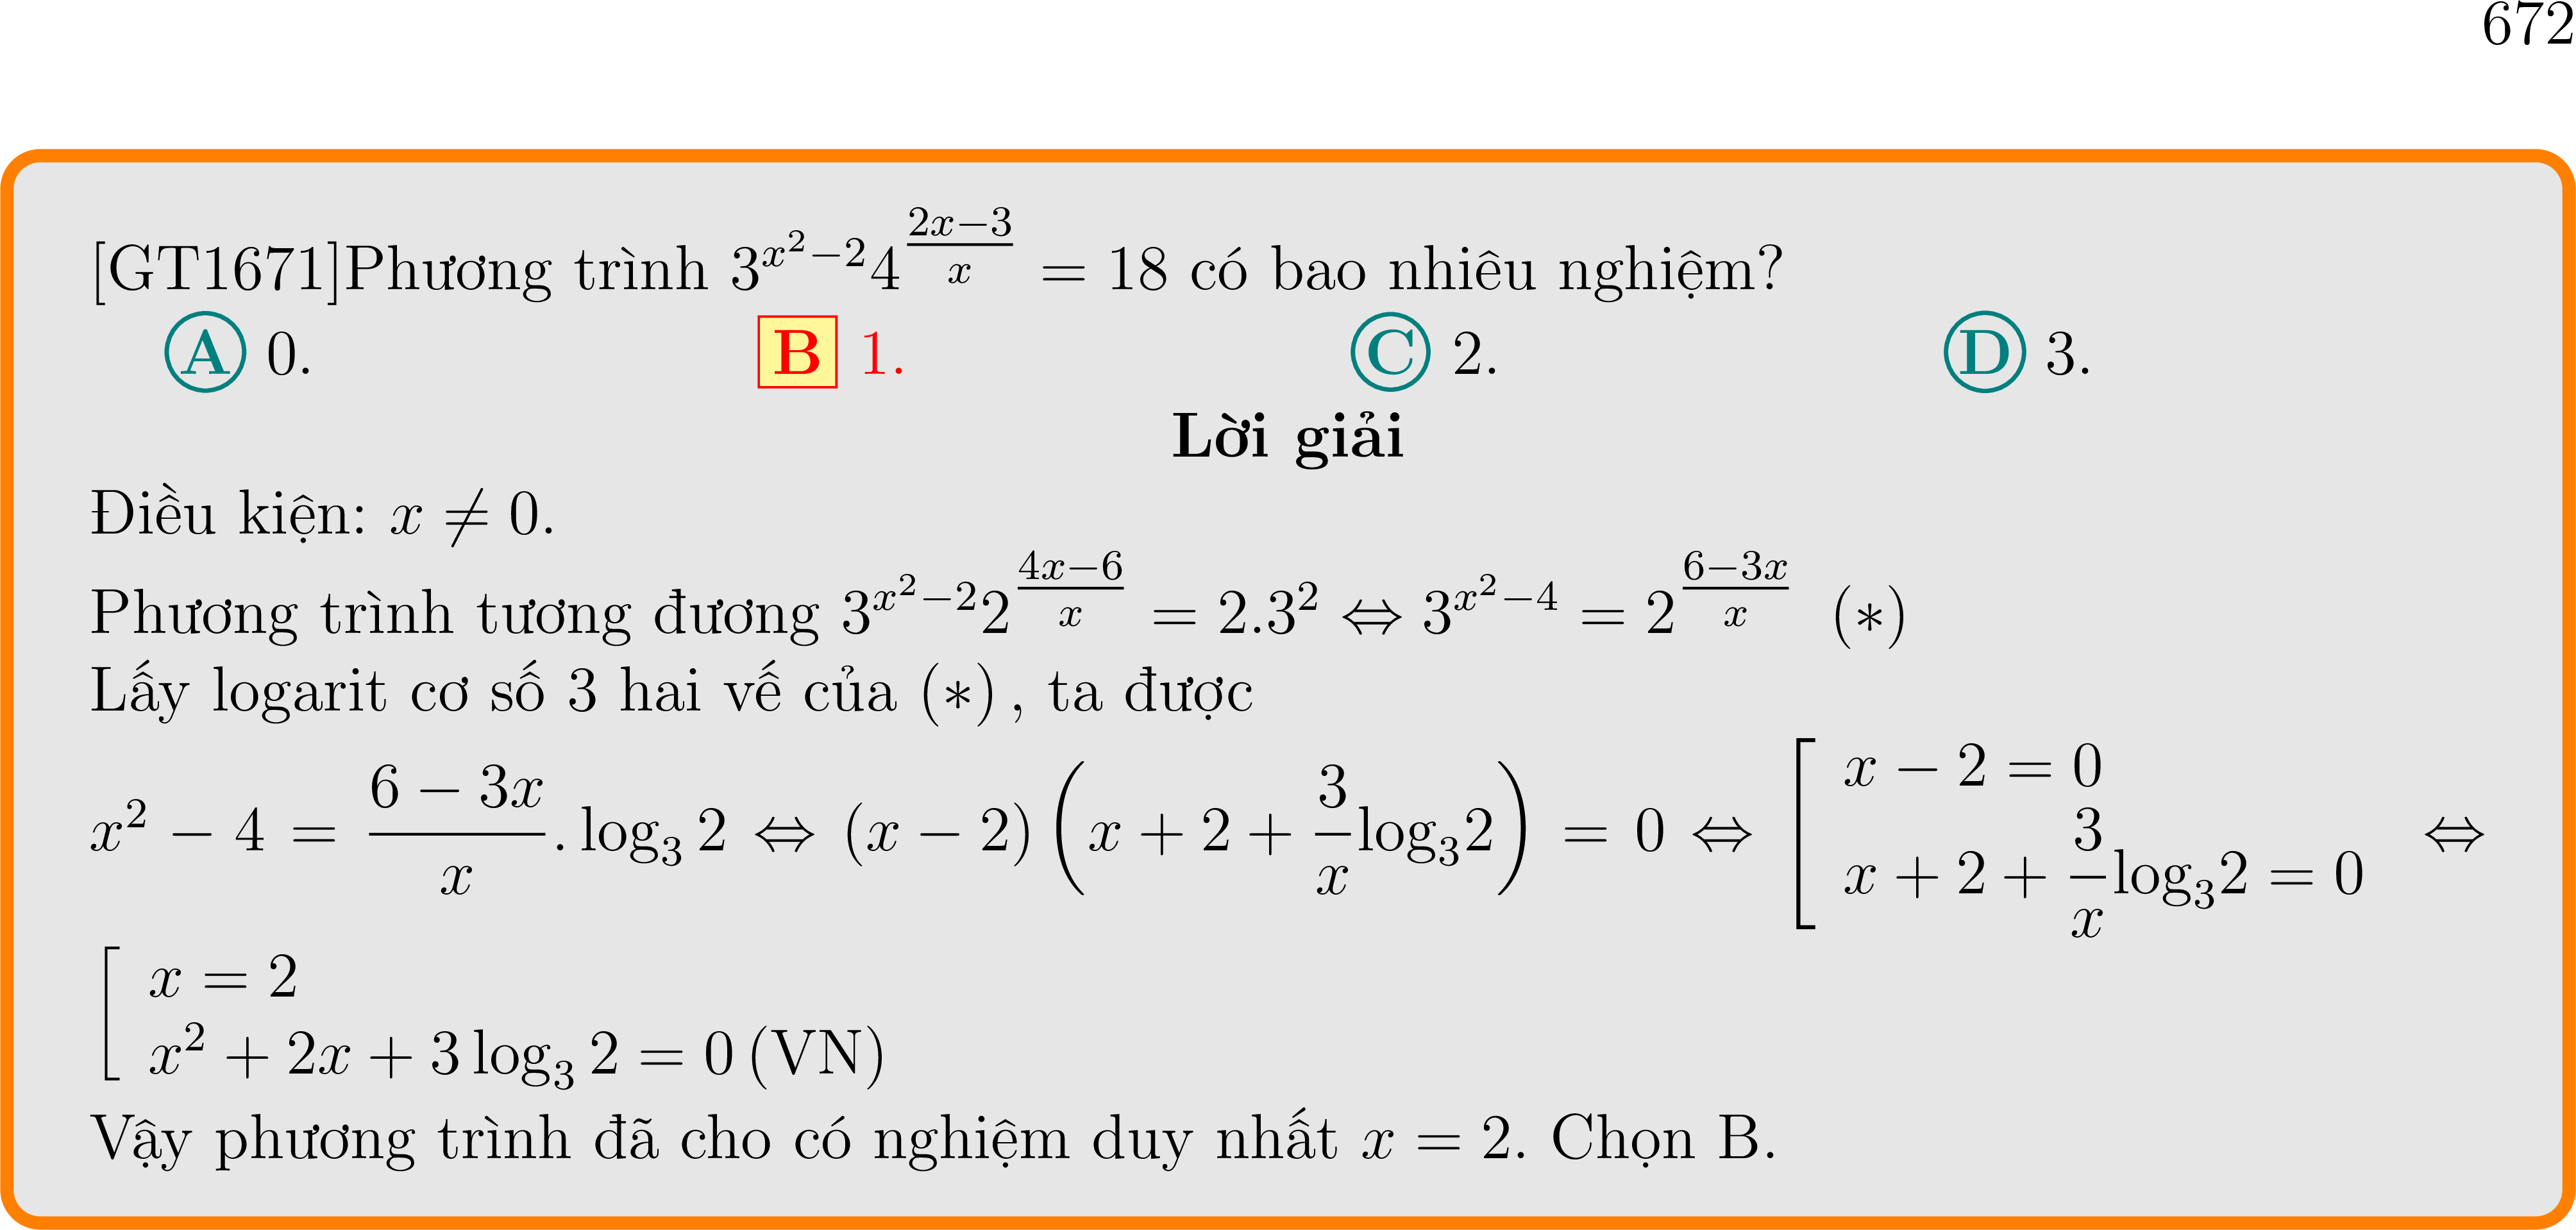 672
[GT1671]Phương trình $3^{x^2-2}4^{\frac{2x-3}{x}} = 18$ có bao nhiêu nghiệm?
A 0. B 1. C 2. D 3.
Lời giải
Điều kiện: $x \neq 0$.
Phương trình tương đương $3^{x^2-2}2^{\frac{4x-6}{x}} = 2.3^2 \Leftrightarrow 3^{x^2-4} = 2^{\frac{6-3x}{x}}$ (∗)
Lấy logarit cơ số 3 hai vế của (∗), ta được
$x^2 - 4 = \frac{6-3x}{x}.\log_3 2 \Leftrightarrow (x-2)\left(x+2+\frac{3}{x}\log_3 2\right) = 0 \Leftrightarrow \left[\begin{array}{l} x-2=0 \\ x+2+\frac{3}{x}\log_3 2=0 \end{array}\right. \Leftrightarrow$
$\left[\begin{array}{l} x=2 \\ x^2+2x+3\log_3 2=0\,(\text{VN}) \end{array}\right.$
Vậy phương trình đã cho có nghiệm duy nhất $x = 2$. Chọn B.